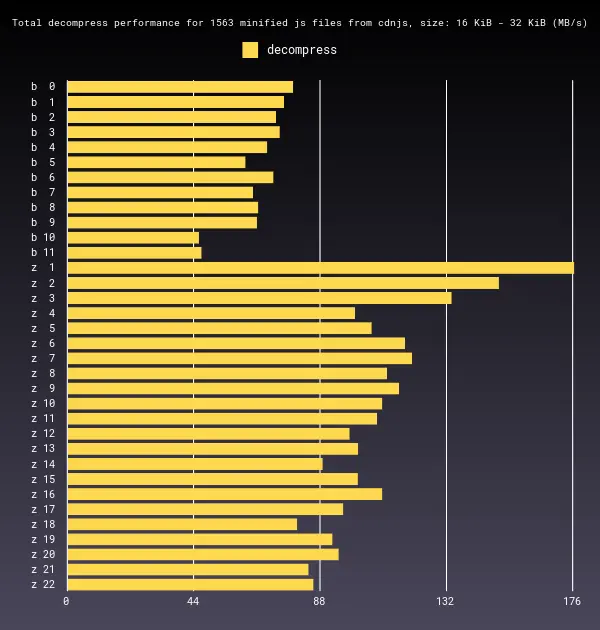 Total decompress performance for 1563 minified js files from cdnjs, size: 16 KiB - 32 KiB (MB/s)
decompress
b 0
b 1
b 2
b 3
b 4
b 5
b 6
b 7
b 8
b 9
b 10
b 11
z 1
z 2
z 3
z 4
z 5
z 6
z 7
z 8
z 9
z 10
z 11
z 12
z 13
z 14
z 15
z 16
z 17
z 18
z 19
z 20
z 21
z 22
0 44 88 132 176